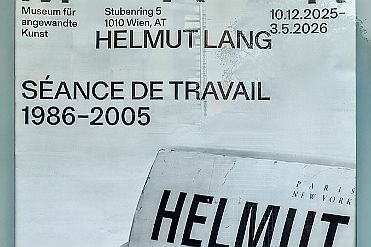 Museum für
angewandte
Kunst
Stubenring 5
1010 Wien, AT
10.12.2025–
3.5.2026
HELMUT LANG
SÉANCE DE TRAVAIL
1986–2005
PARIS
NEW YORK
HELMUT